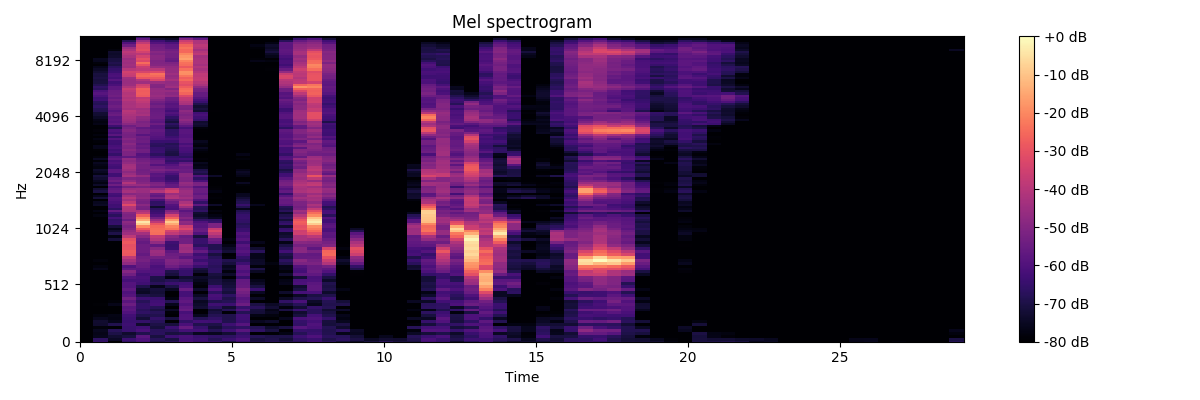 Mel spectrogram
8192
4096
2048
1024
512
0
Hz
0 5 10 15 20 25
Time
+0 dB
-10 dB
-20 dB
-30 dB
-40 dB
-50 dB
-60 dB
-70 dB
-80 dB